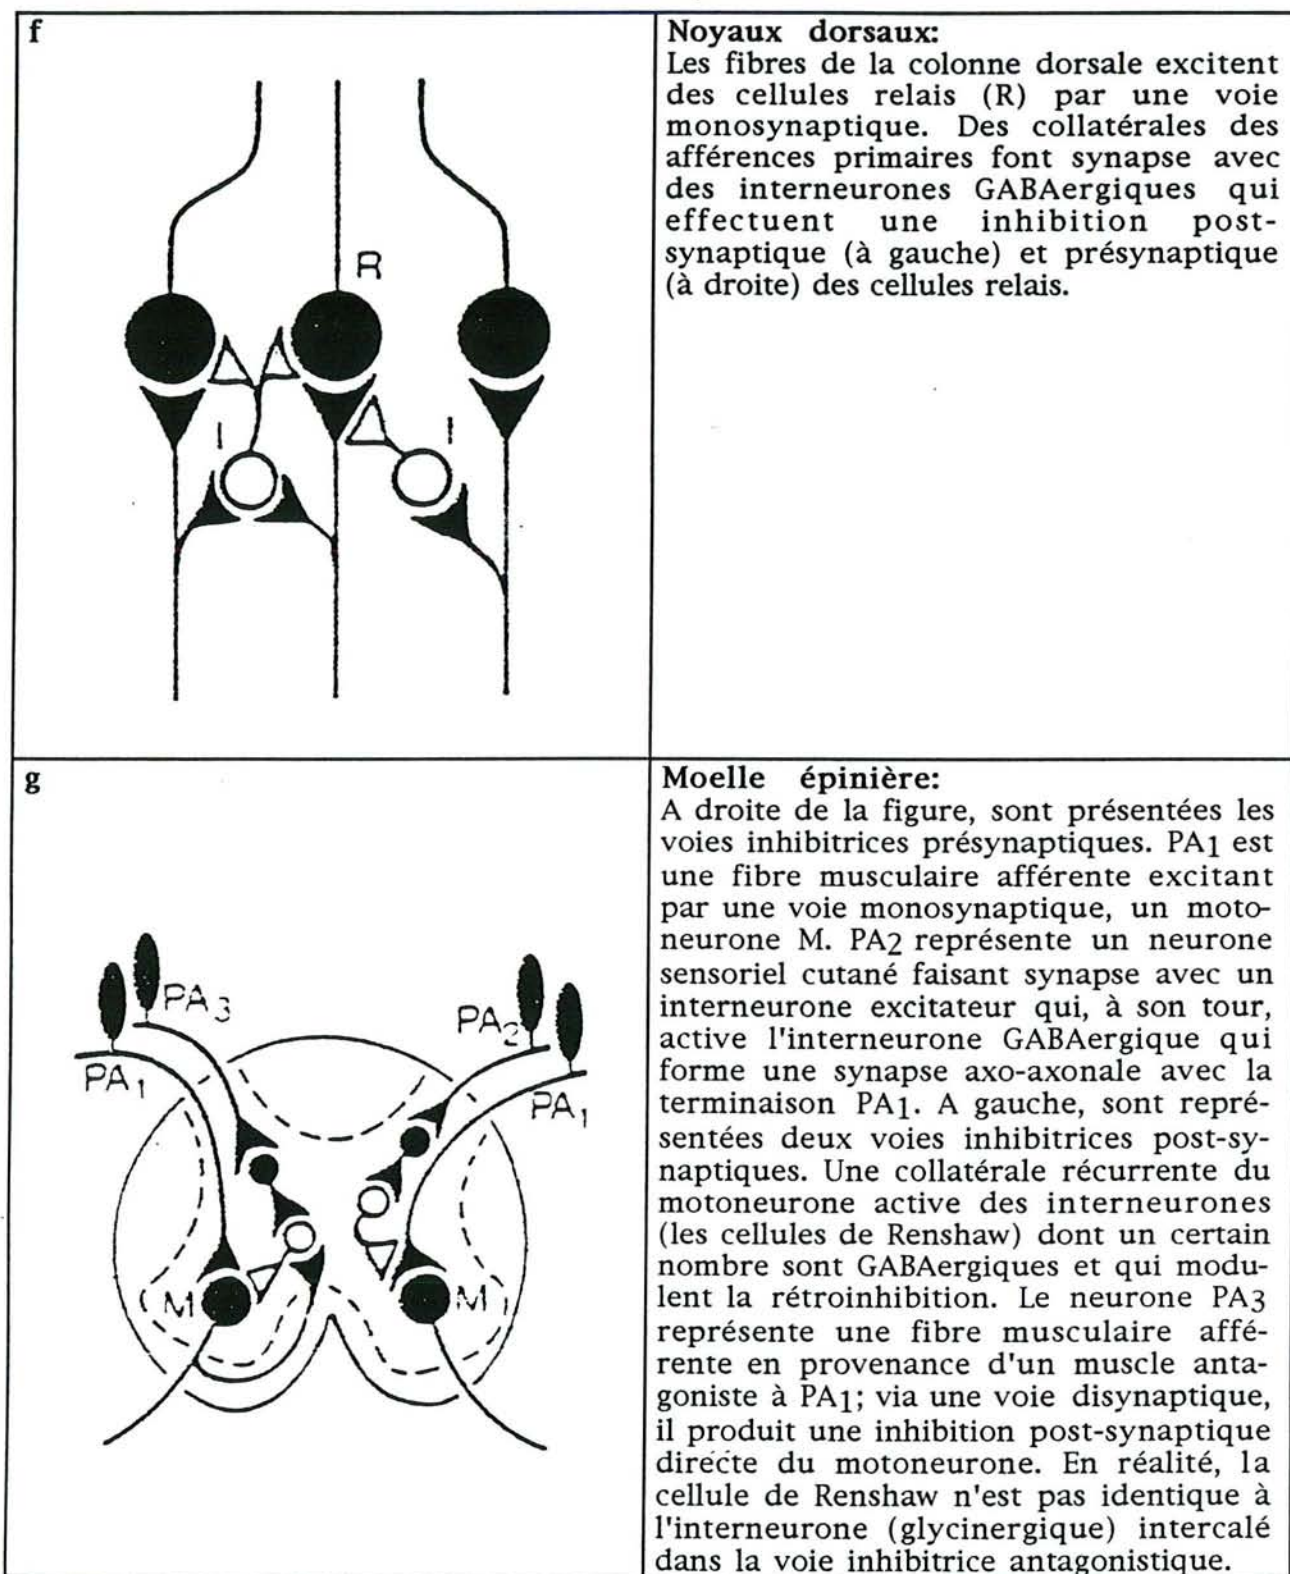 f
R
I
I
Noyaux dorsaux:
Les fibres de la colonne dorsale excitent
des cellules relais (R) par une voie
monosynaptique. Des collatérales des
afférences primaires font synapse avec
des interneurones GABAergiques qui
effectuent une inhibition post-
synaptique (à gauche) et présynaptique
(à droite) des cellules relais.
g
PA3
PA1
PA2
PA1
M
M
Moelle épinière:
A droite de la figure, sont présentées les
voies inhibitrices présynaptiques. PA1 est
une fibre musculaire afférente excitant
par une voie monosynaptique, un moto-
neurone M. PA2 représente un neurone
sensoriel cutané faisant synapse avec un
interneurone excitateur qui, à son tour,
active l'interneurone GABAergique qui
forme une synapse axo-axonale avec la
terminaison PA1. A gauche, sont repré-
sentées deux voies inhibitrices post-sy-
naptiques. Une collatérale récurrente du
motoneurone active des interneurones
(les cellules de Renshaw) dont un certain
nombre sont GABAergiques et qui modu-
lent la rétroinhibition. Le neurone PA3
représente une fibre musculaire affé-
rente en provenance d'un muscle anta-
goniste à PA1; via une voie disynaptique,
il produit une inhibition post-synaptique
directe du motoneurone. En réalité, la
cellule de Renshaw n'est pas identique à
l'interneurone (glycinergique) intercalé
dans la voie inhibitrice antagonistique.